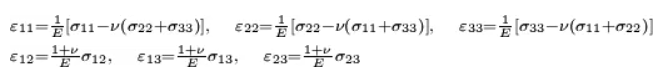 ε₁₁=1/E[σ₁₁-ν(σ₂₂+σ₃₃)], ε₂₂=1/E[σ₂₂-ν(σ₁₁+σ₃₃)], ε₃₃=1/E[σ₃₃-ν(σ₁₁+σ₂₂)]
ε₁₂=1+ν/E σ₁₂, ε₁₃=1+ν/E σ₁₃, ε₂₃=1+ν/E σ₂₃